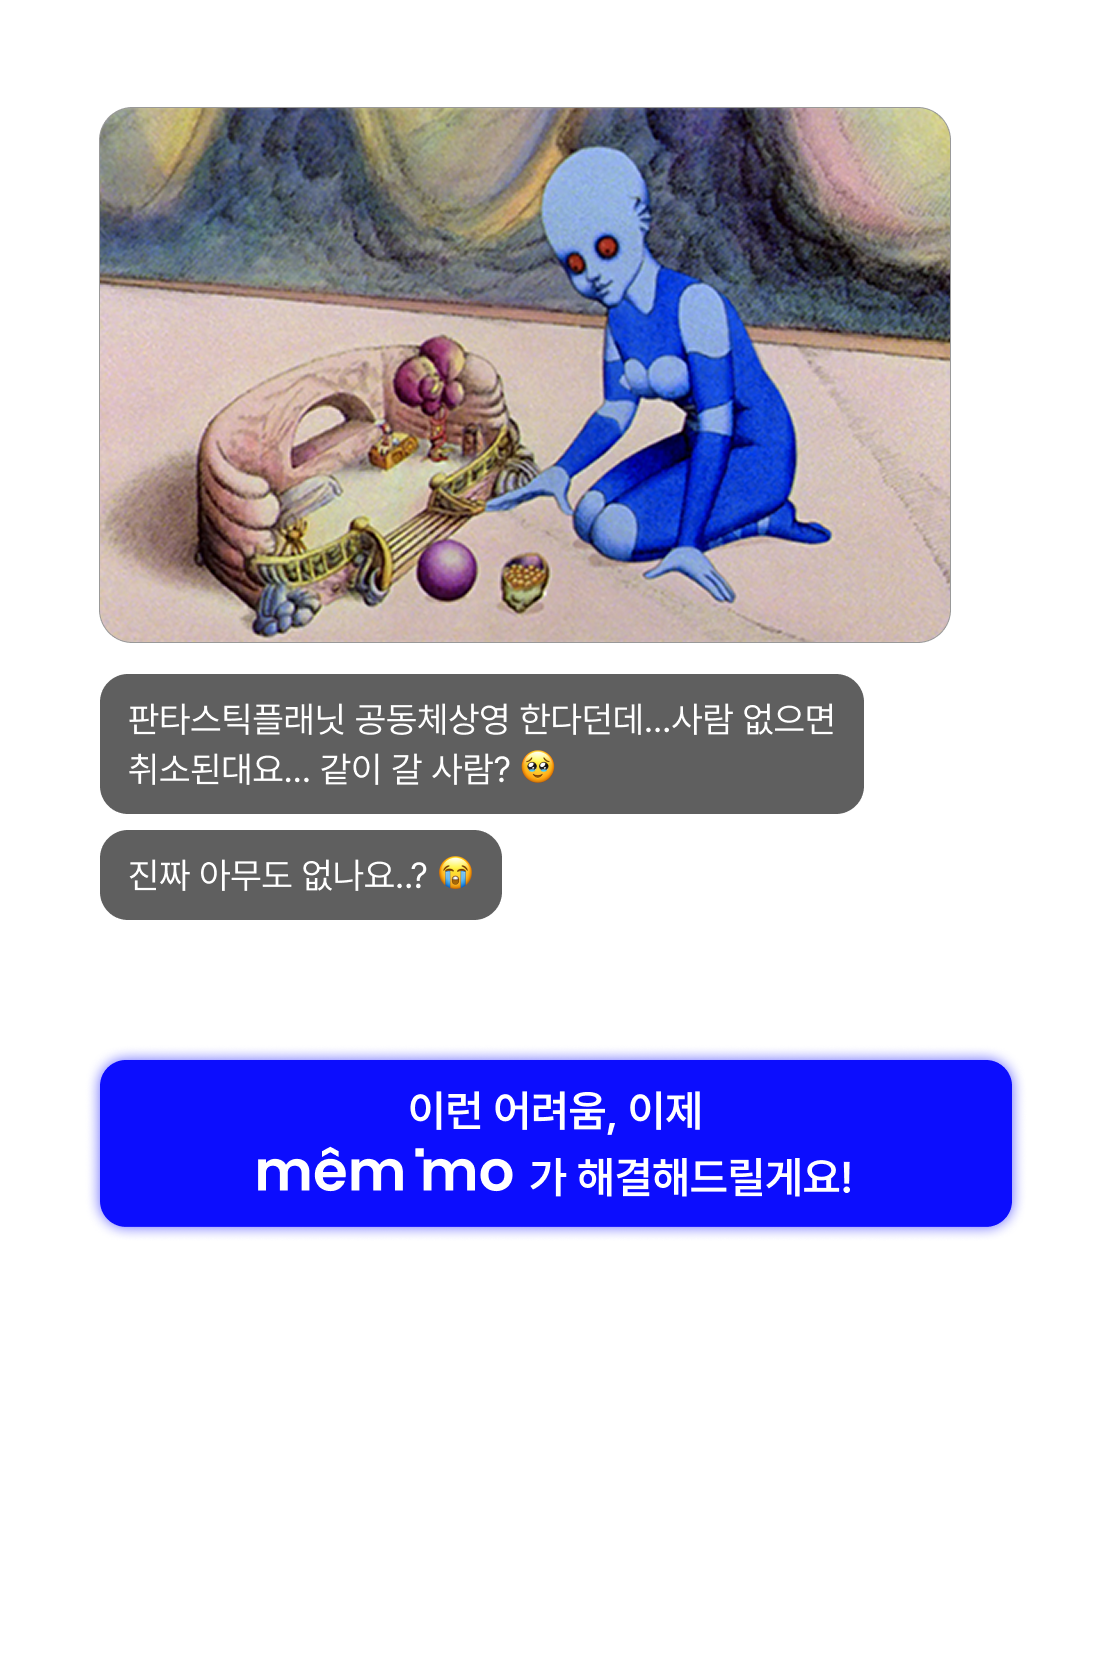 판타스틱플래닛 공동체상영 한다던데...사람 없으면
취소된대요... 같이 갈 사람? 🥹
진짜 아무도 없나요..? 😭
이런 어려움, 이제
mêm mo 가 해결해드릴게요!